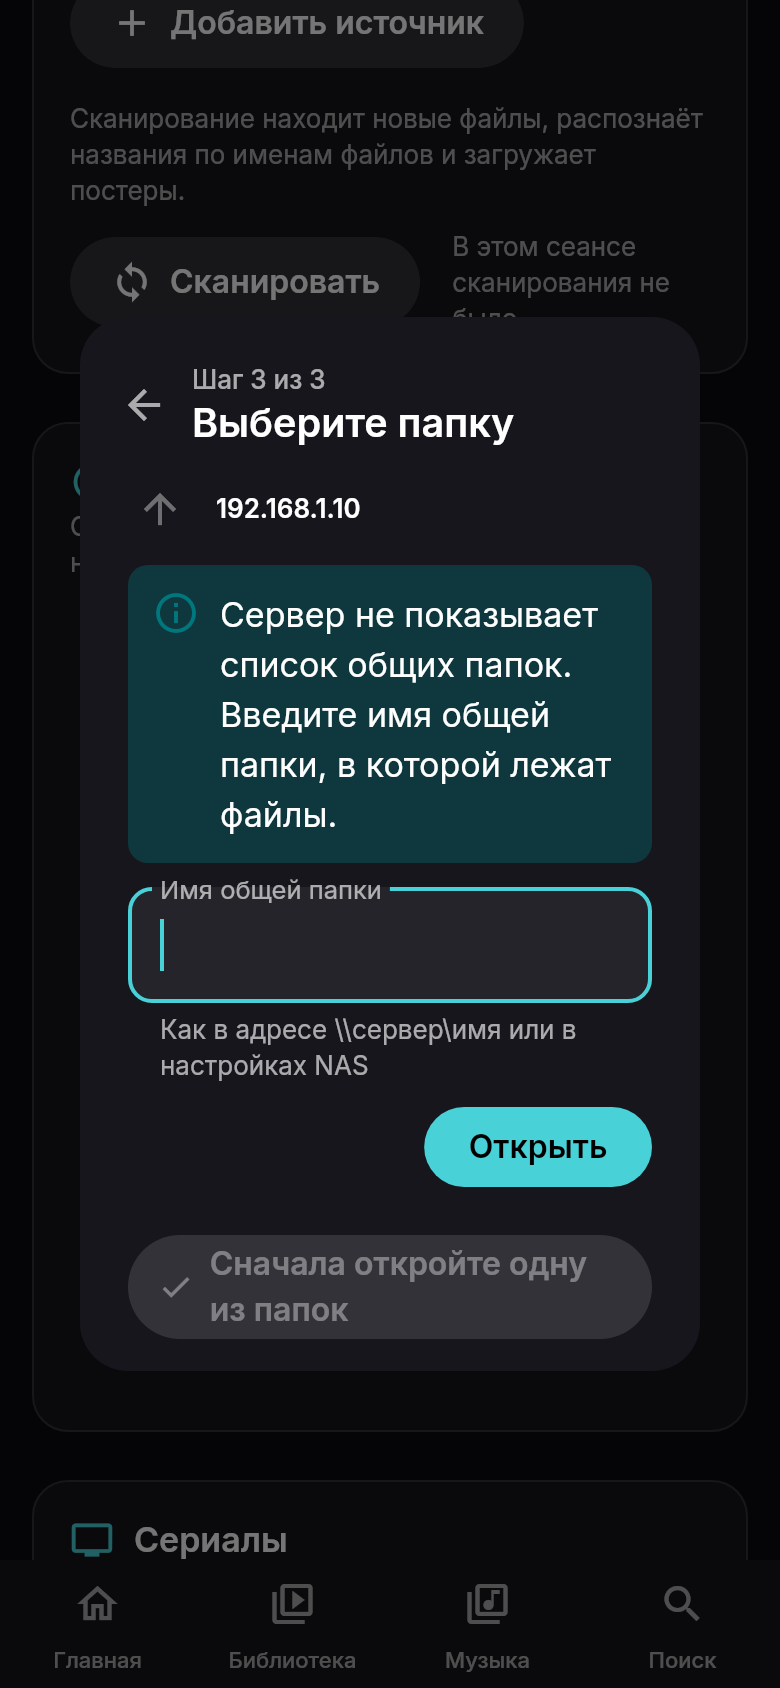 Добавить источник
Сканирование находит новые файлы, распознаёт
названия по именам файлов и загружает
постеры.
Сканировать
В этом сеансе
сканирования не
было
Шаг 3 из 3
Выберите папку
192.168.1.10
Сервер не показывает
список общих папок.
Введите имя общей
папки, в которой лежат
файлы.
Имя общей папки
Как в адресе \\сервер\имя или в
настройках NAS
Открыть
Сначала откройте одну
из папок
Сериалы
Главная
Библиотека
Музыка
Поиск